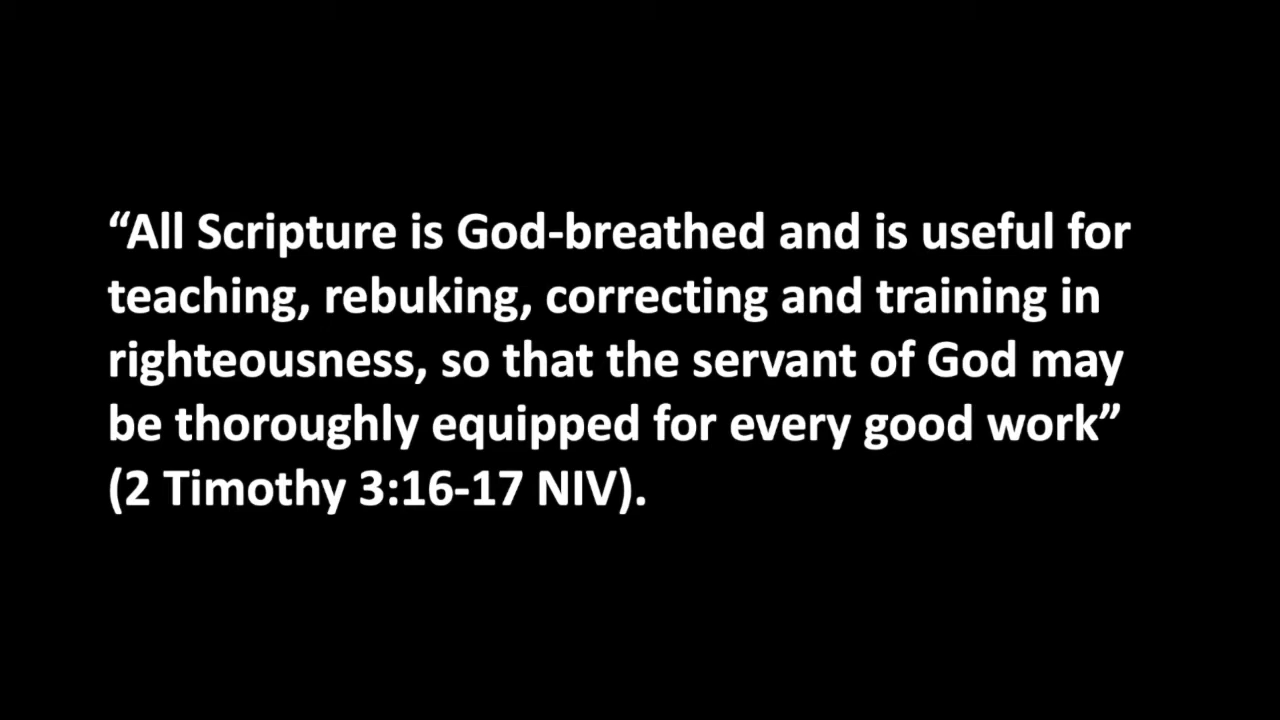 “All Scripture is God-breathed and is useful for
teaching, rebuking, correcting and training in
righteousness, so that the servant of God may
be thoroughly equipped for every good work”
(2 Timothy 3:16-17 NIV).